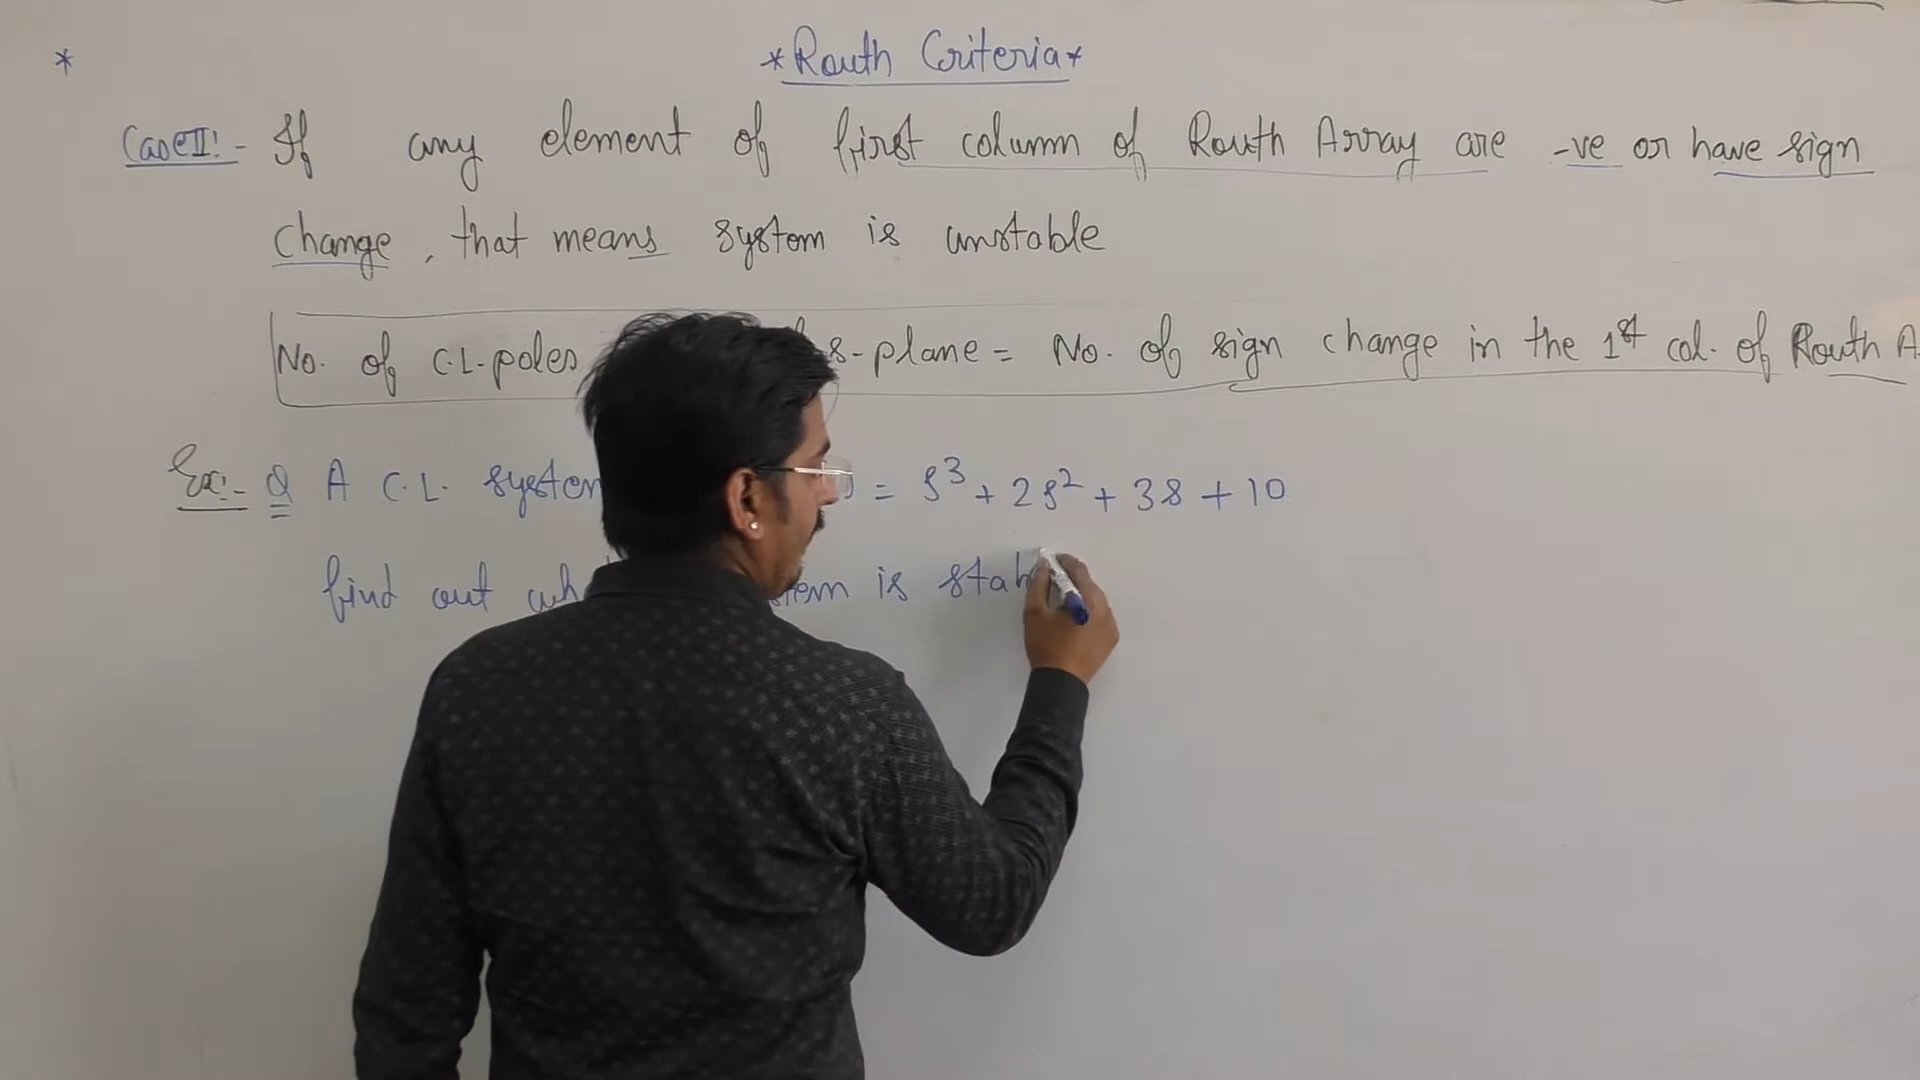 *
*Routh Criteria*
Case II:- If any element of first column of Routh Array are -ve or have sign
change, that means system is unstable
No. of C.L. poles s-plane = No. of sign change in the 1st col. of Routh A
Ex:- Q A C.L. system = s³ + 2s² + 3s + 10
find out is stab